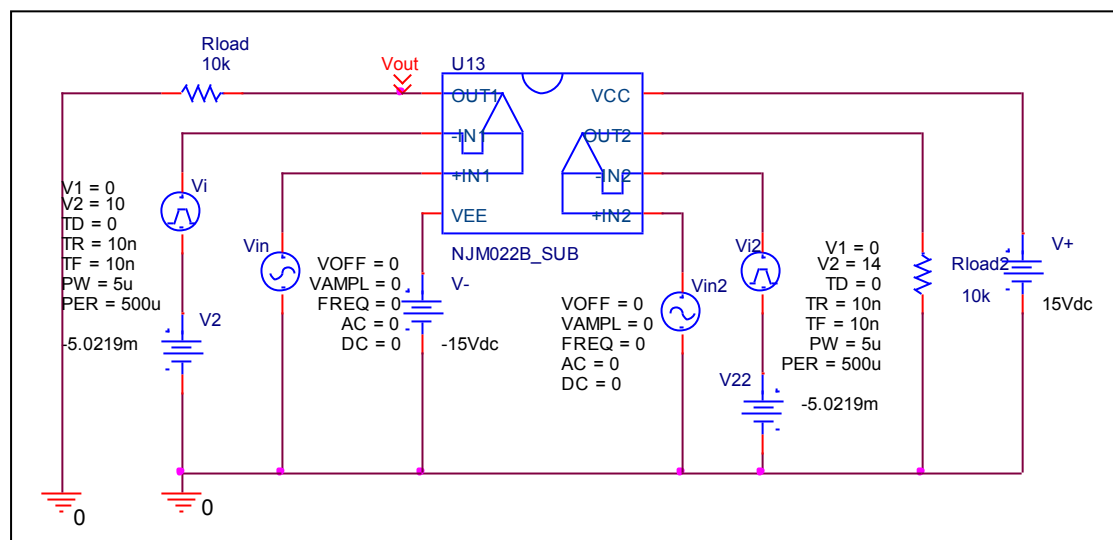 Rload
10k
Vout
U13
OUT1
-IN1
+IN1
VEE
VCC
OUT2
-IN2
+IN2
NJM022B_SUB
Vi
V1 = 0
V2 = 10
TD = 0
TR = 10n
TF = 10n
PW = 5u
PER = 500u
V2
-5.0219m
Vin
VOFF = 0
VAMPL = 0
FREQ = 0
AC = 0
DC = 0
V-
-15Vdc
Vin2
VOFF = 0
VAMPL = 0
FREQ = 0
AC = 0
DC = 0
Vi2
V1 = 0
V2 = 14
TD = 0
TR = 10n
TF = 10n
PW = 5u
PER = 500u
V22
-5.0219m
Rload2
10k
V+
15Vdc
0
0